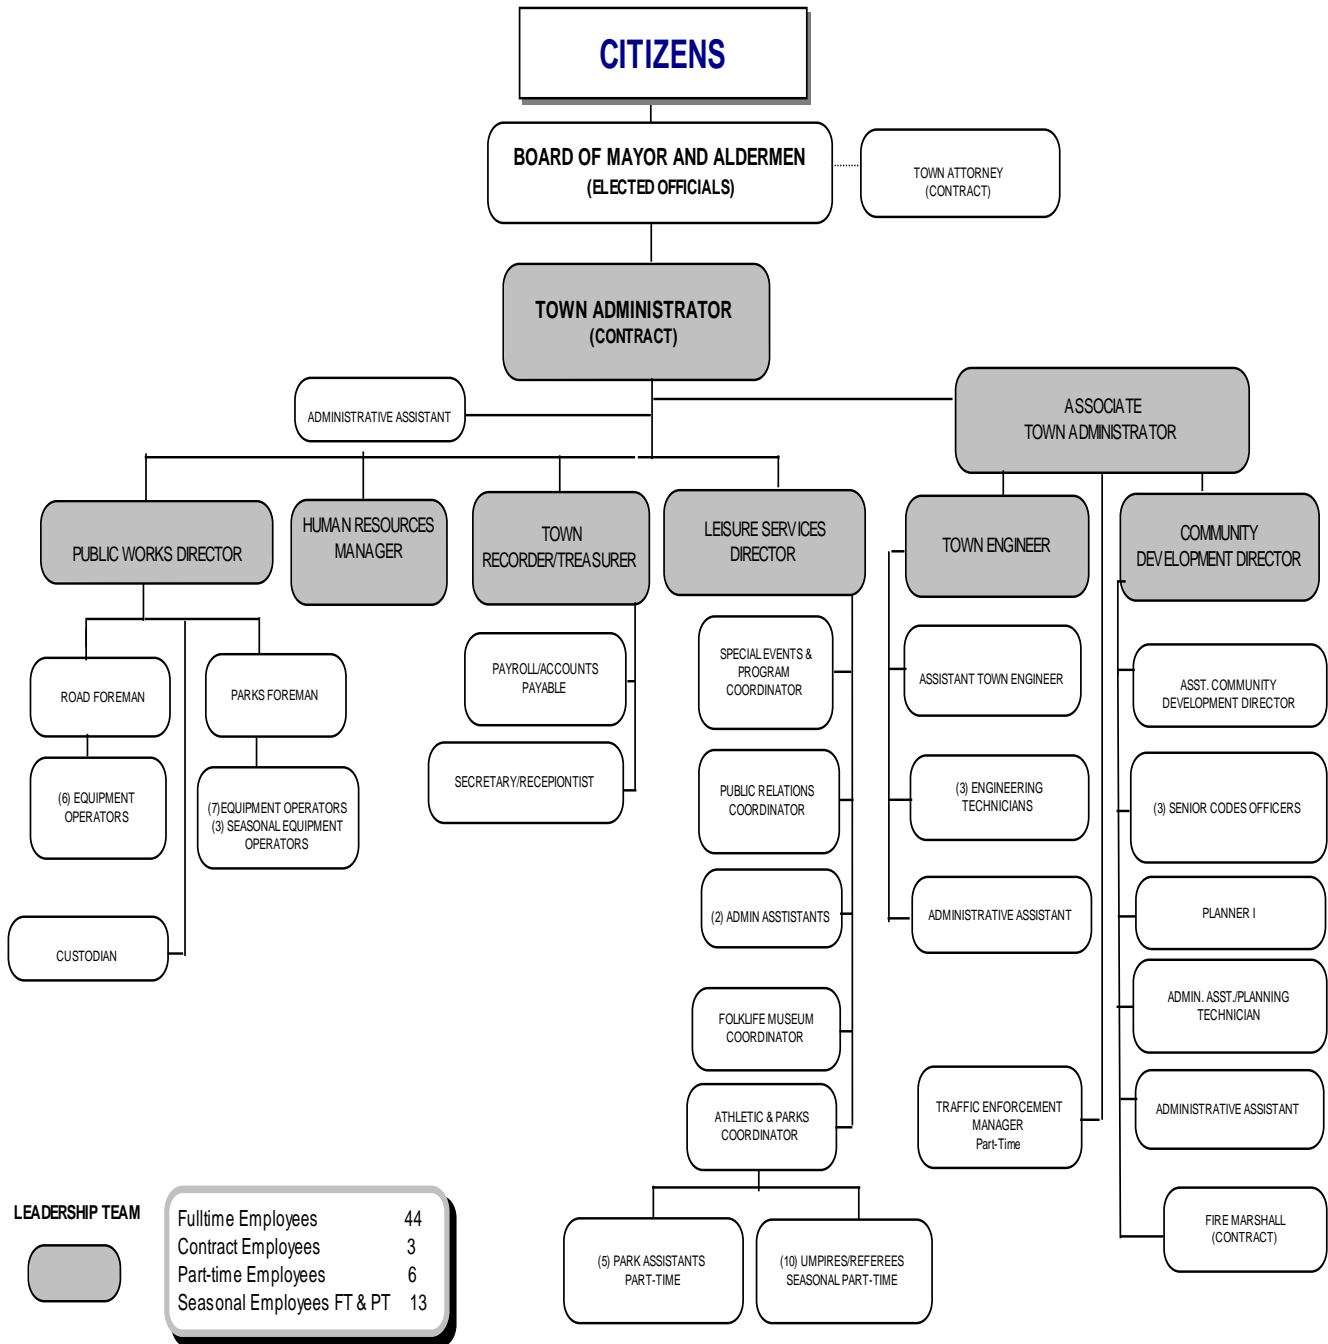 CITIZENS
BOARD OF MAYOR AND ALDERMEN
(ELECTED OFFICIALS)
TOWN ATTORNEY
(CONTRACT)
TOWN ADMINISTRATOR
(CONTRACT)
ADMINISTRATIVE ASSISTANT
ASSOCIATE
TOWN ADMINISTRATOR
PUBLIC WORKS DIRECTOR
HUMAN RESOURCES
MANAGER
TOWN
RECORDER/TREASURER
LEISURE SERVICES
DIRECTOR
TOWN ENGINEER
COMMUNITY
DEVELOPMENT DIRECTOR
ROAD FOREMAN
PARKS FOREMAN
(6) EQUIPMENT
OPERATORS
(7)EQUIPMENT OPERATORS
(3) SEASONAL EQUIPMENT
OPERATORS
CUSTODIAN
PAYROLL/ACCOUNTS
PAYABLE
SECRETARY/RECEPIONTIST
SPECIAL EVENTS &
PROGRAM
COORDINATOR
PUBLIC RELATIONS
COORDINATOR
(2) ADMIN ASSTISTANTS
FOLKLIFE MUSEUM
COORDINATOR
ATHLETIC & PARKS
COORDINATOR
(5) PARK ASSISTANTS
PART-TIME
(10) UMPIRES/REFEREES
SEASONAL PART-TIME
ASSISTANT TOWN ENGINEER
(3) ENGINEERING
TECHNICIANS
ADMINISTRATIVE ASSISTANT
TRAFFIC ENFORCEMENT
MANAGER
Part-Time
ASST. COMMUNITY
DEVELOPMENT DIRECTOR
(3) SENIOR CODES OFFICERS
PLANNER I
ADMIN. ASST./PLANNING
TECHNICIAN
ADMINISTRATIVE ASSISTANT
FIRE MARSHALL
(CONTRACT)
LEADERSHIP TEAM
Fulltime Employees 44
Contract Employees 3
Part-time Employees 6
Seasonal Employees FT & PT 13